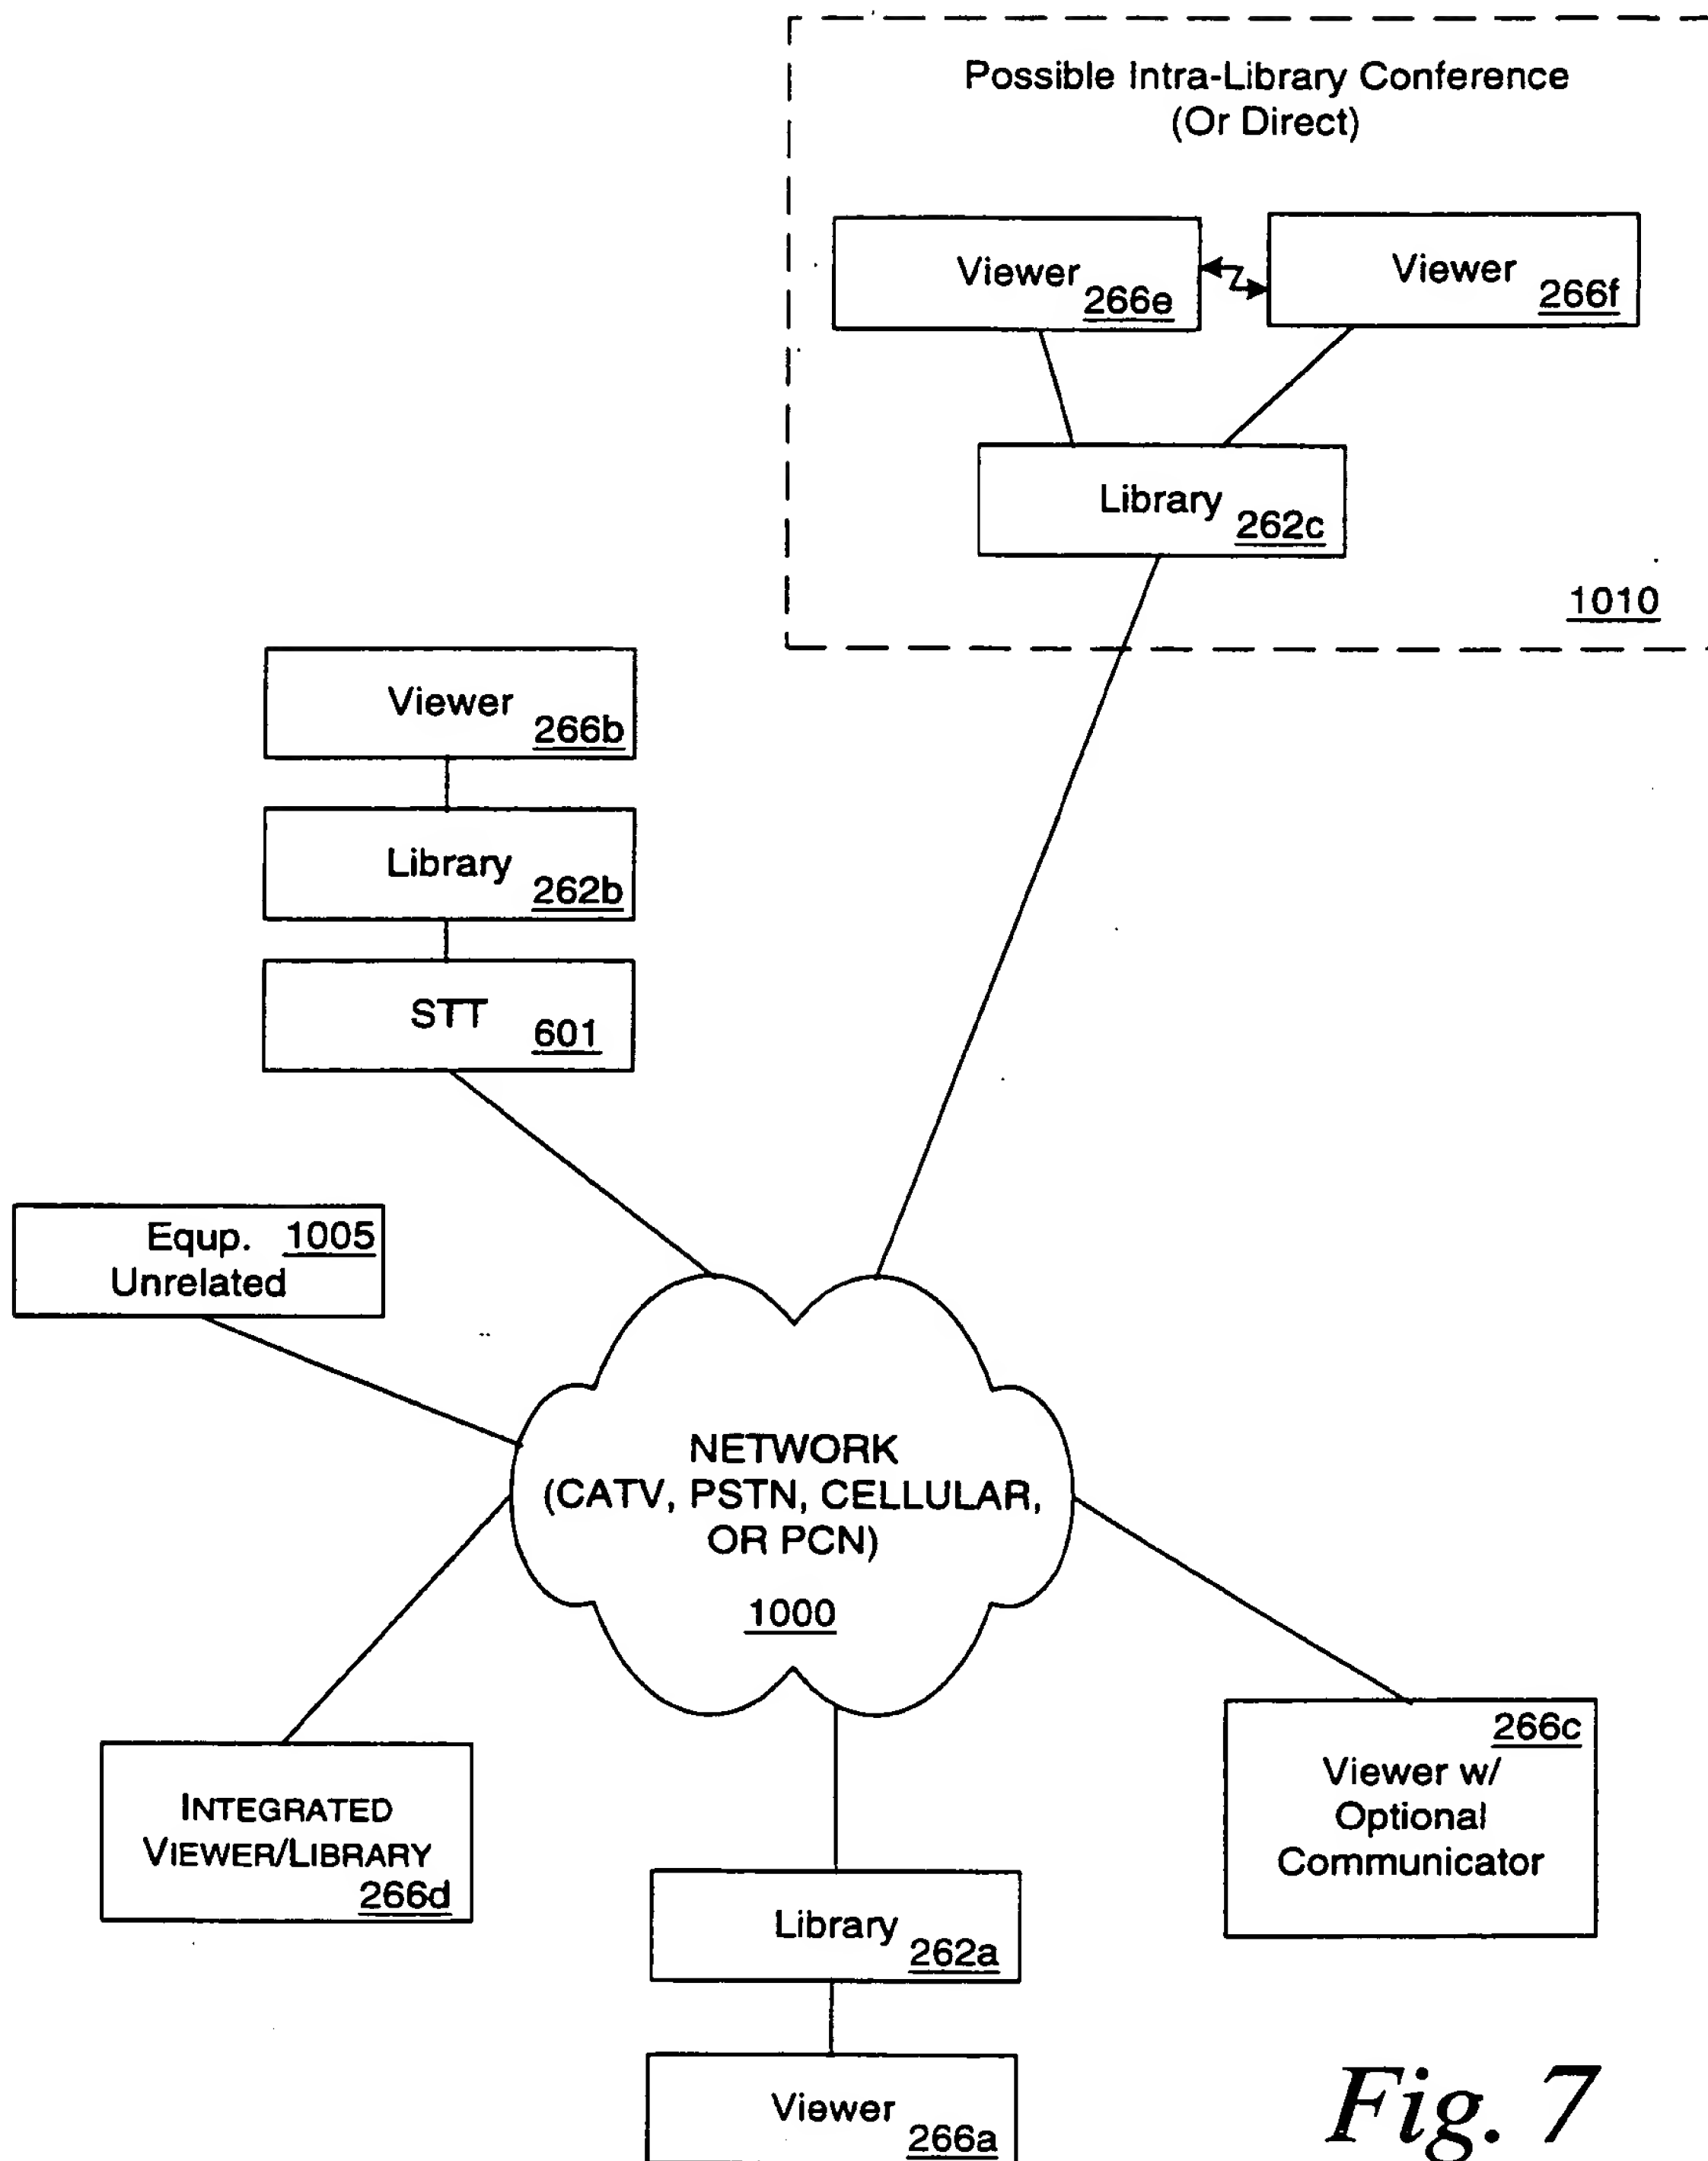 Possible Intra-Library Conference
(Or Direct)
Viewer
266e
Viewer
266f
Library
262c
1010
Viewer
266b
Library
262b
STT
601
Equp. 1005
Unrelated
NETWORK
(CATV, PSTN, CELLULAR,
OR PCN)
1000
INTEGRATED
VIEWER/LIBRARY
266d
266c
Viewer w/
Optional
Communicator
Library
262a
Viewer
266a
Fig. 7